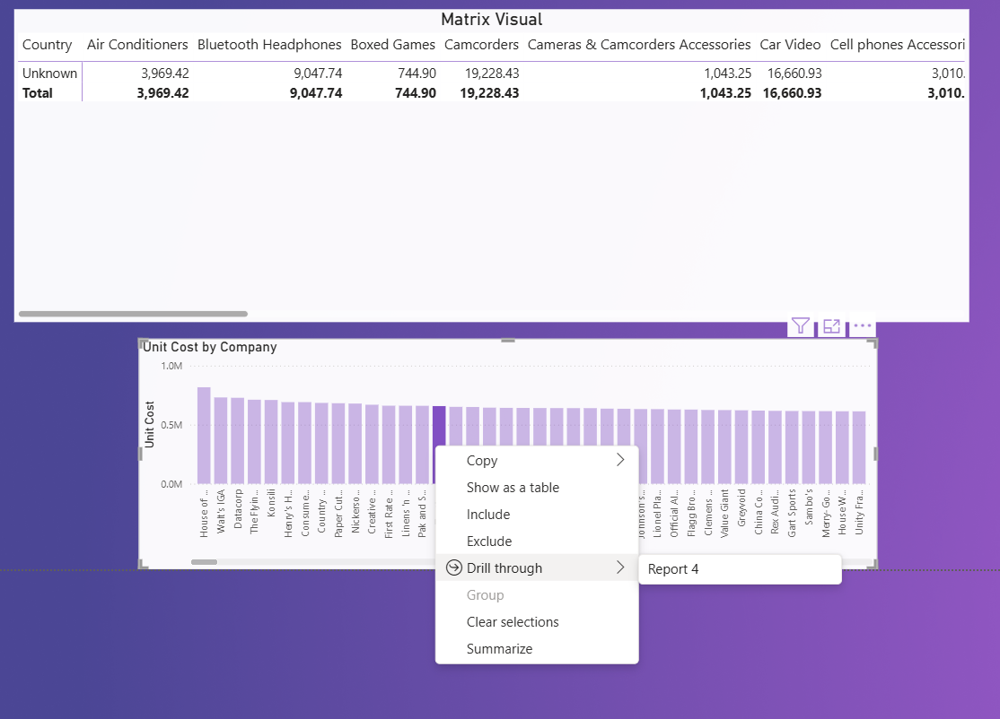 Matrix Visual
Country Air Conditioners Bluetooth Headphones Boxed Games Camcorders Cameras & Camcorders Accessories Car Video Cell phones Accessori
Unknown 3,969.42 9,047.74 744.90 19,228.43 1,043.25 16,660.93 3,010.
Total 3,969.42 9,047.74 744.90 19,228.43 1,043.25 16,660.93 3,010.
Unit Cost by Company
1.0M
0.5M
0.0M
Unit Cost
House of ...
Walt's IGA
Datacorp
The Flyin ...
Konsili
Henry's H...
Consume...
Country ...
Paper Cut...
Nickerso...
Creative ...
First Rate ...
Linens 'n ...
Pak and S...
Johnson's...
Lionel Pla...
Official Al...
Flagg Bro...
Clemens ...
Value Giant
Greyvoid
China Co...
Rex Audi...
Gart Sports
Sambo's
Merry- Go...
House W...
Unity Fra...
Copy
Show as a table
Include
Exclude
Drill through
Report 4
Group
Clear selections
Summarize